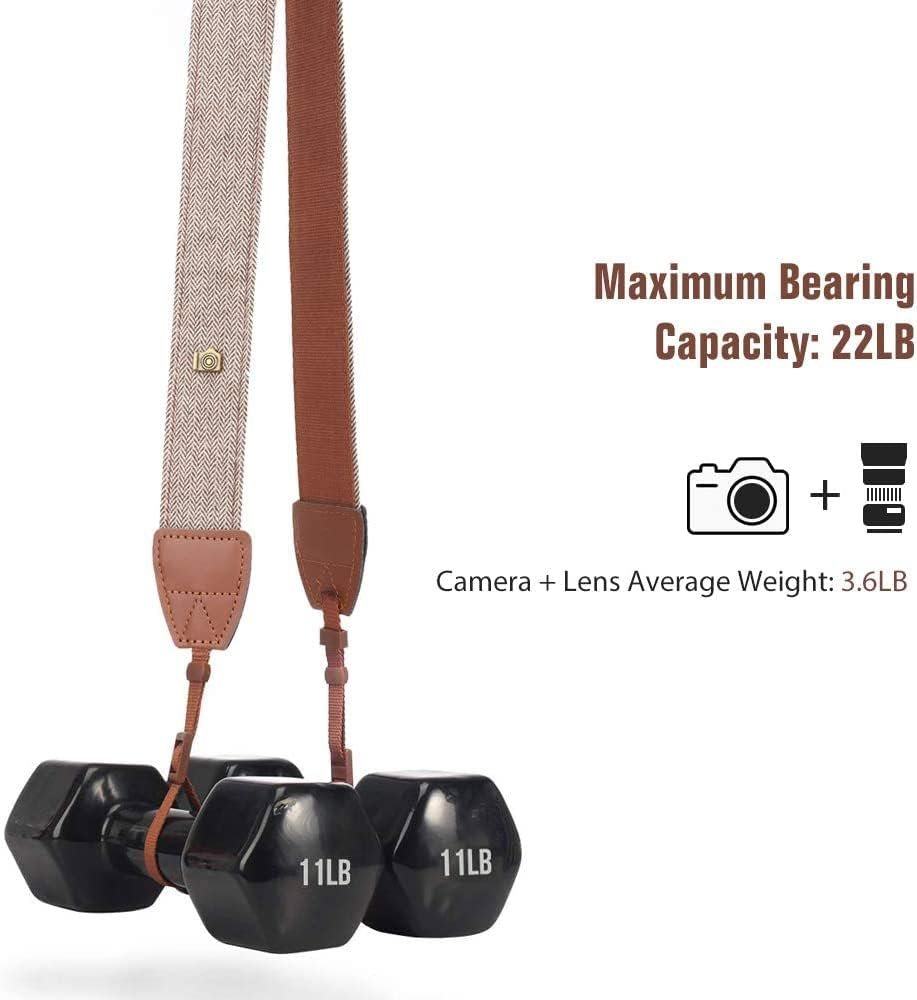 Maximum Bearing
Capacity: 22LB
Camera + Lens Average Weight: 3.6LB
11LB
11LB